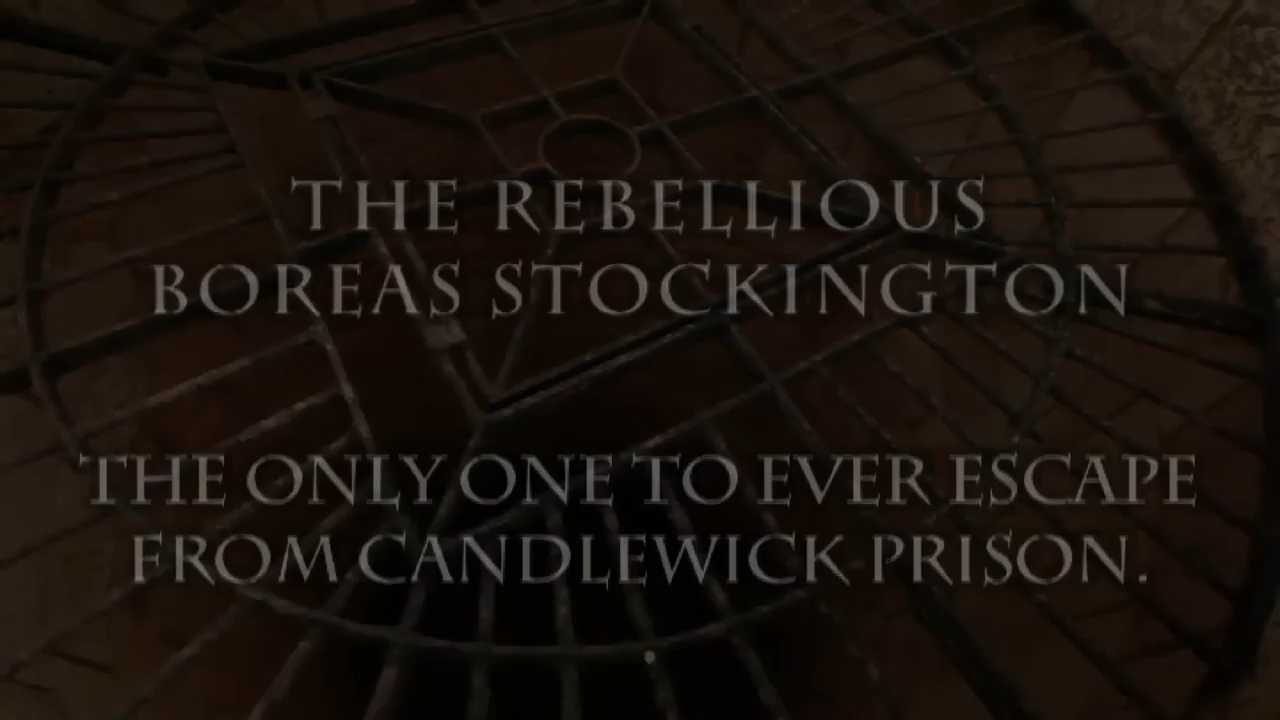 THE REBELLIOUS
BOREAS STOCKINGTON
THE ONLY ONE TO EVER ESCAPE
FROM CANDLEWICK PRISON.